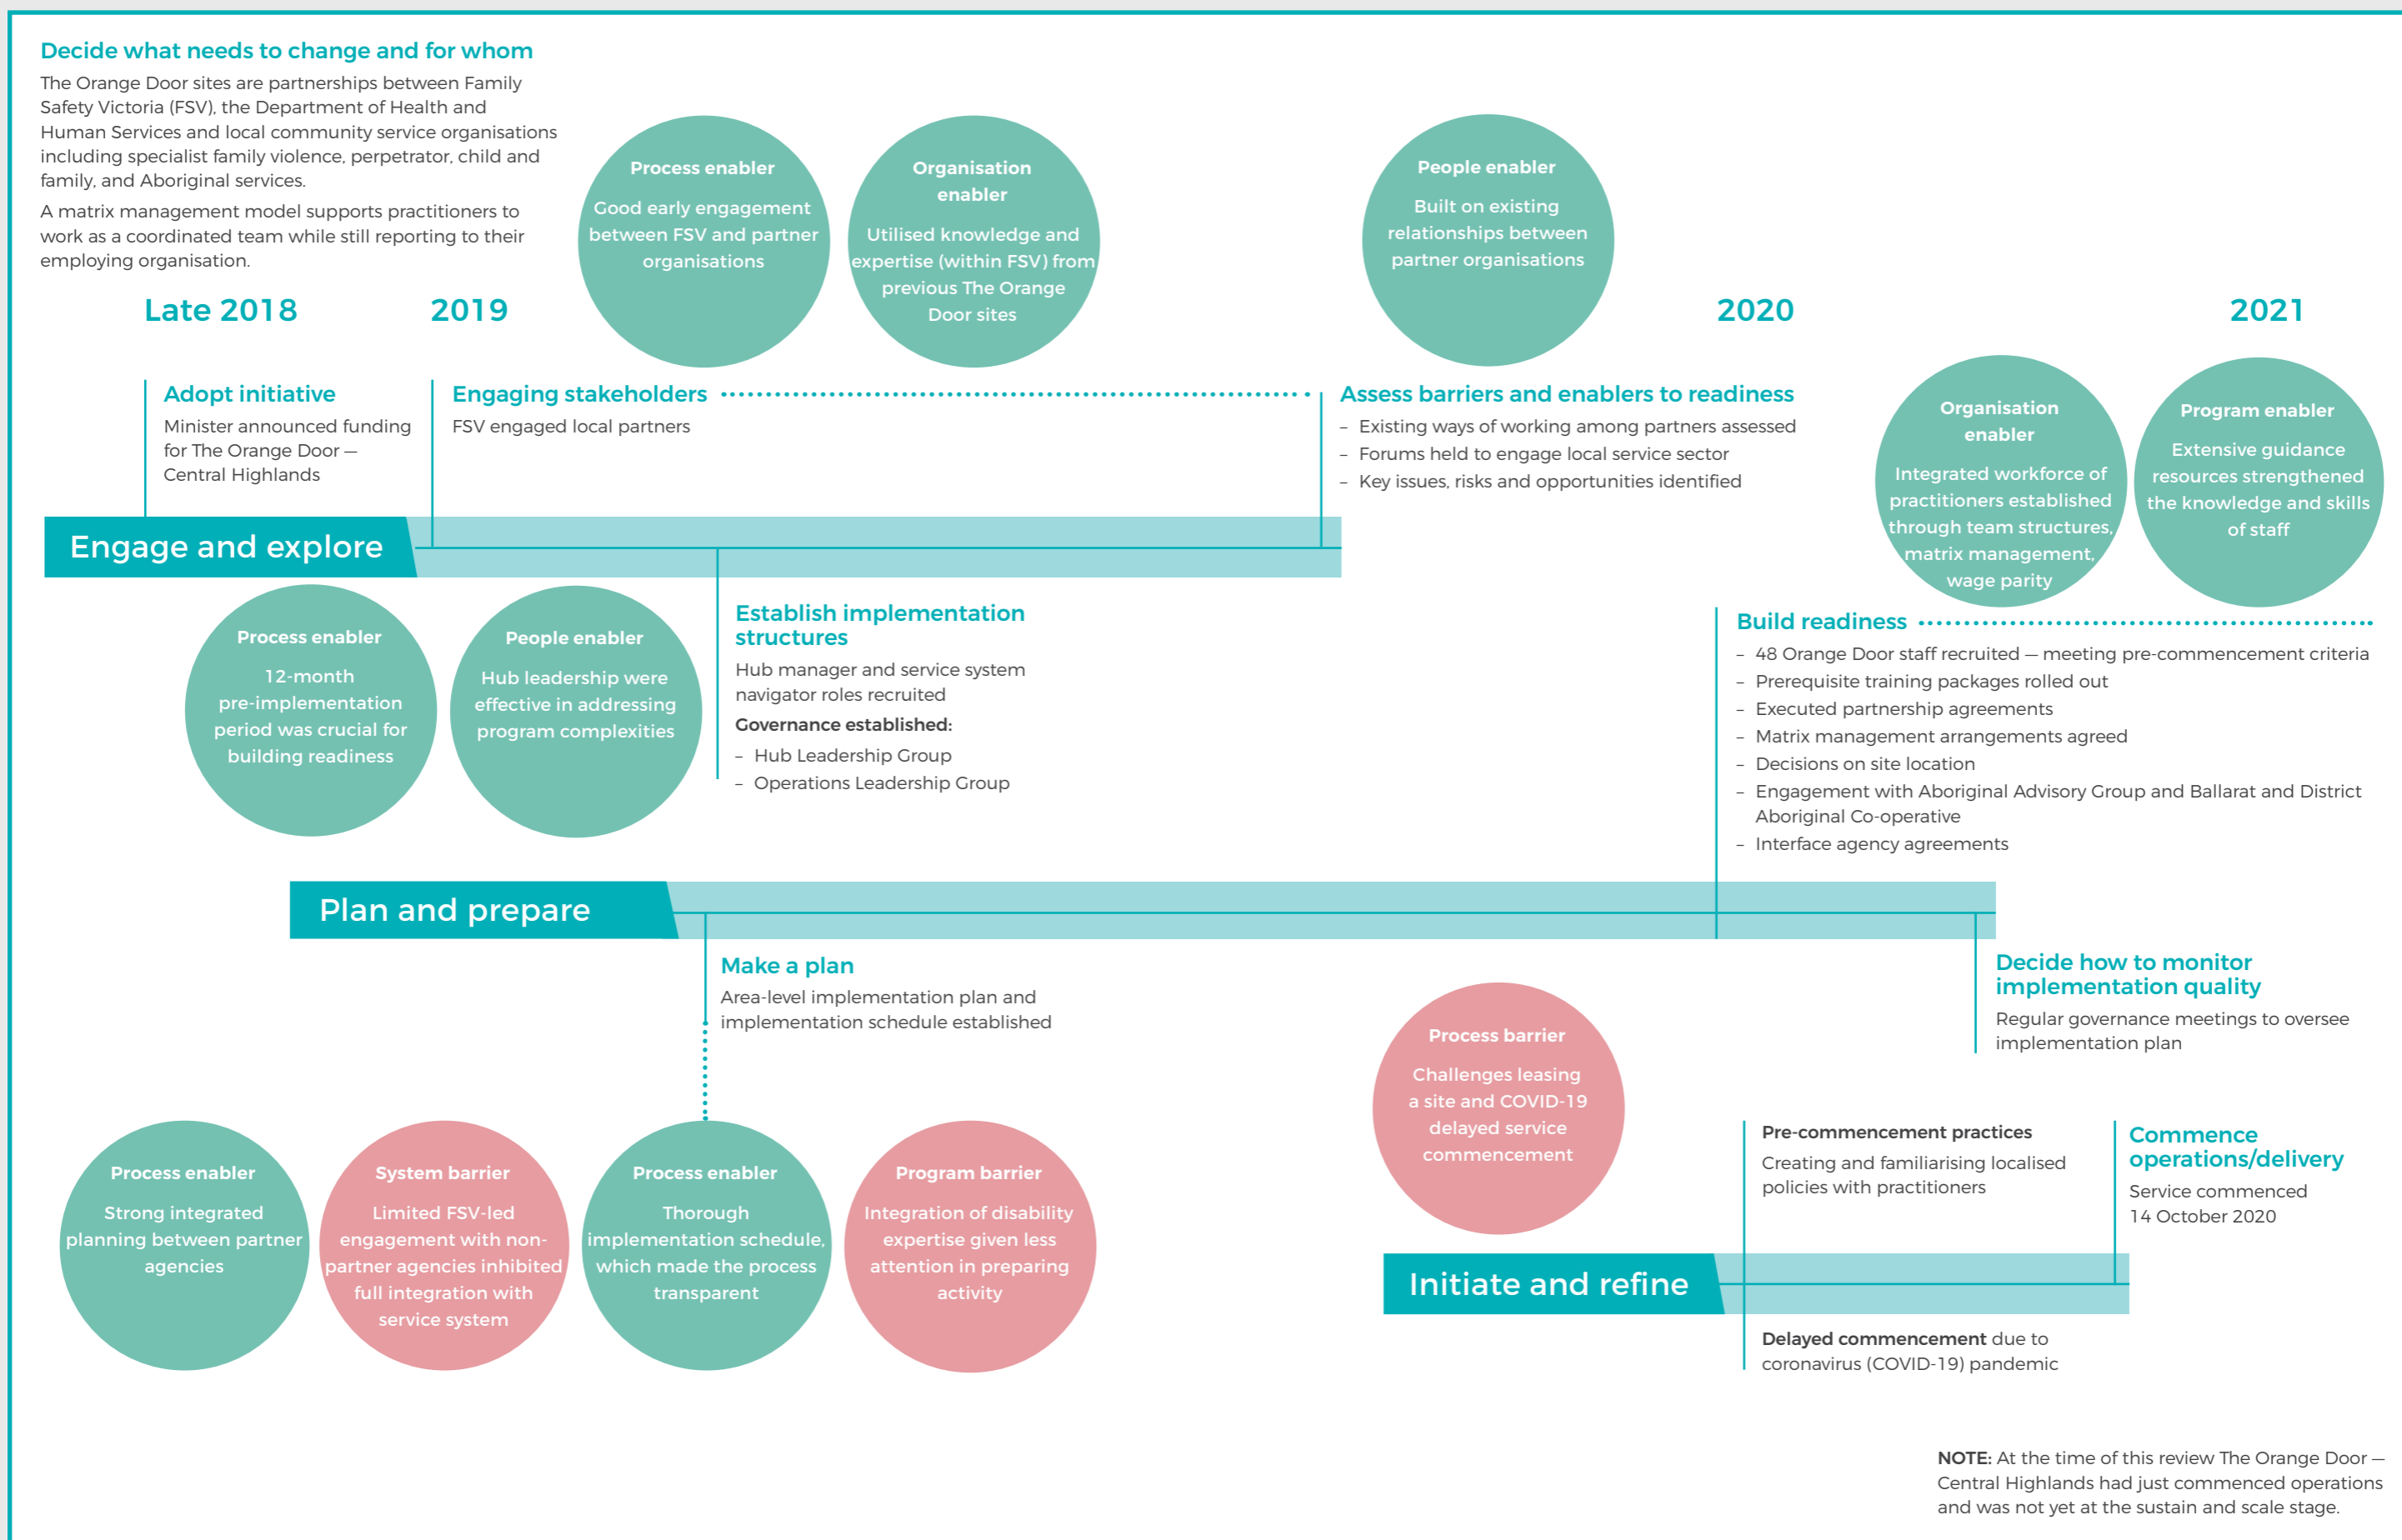 Decide what needs to change and for whom
The Orange Door sites are partnerships between Family
Safety Victoria (FSV), the Department of Health and
Human Services and local community service organisations
including specialist family violence, perpetrator, child and
family, and Aboriginal services.
A matrix management model supports practitioners to
work as a coordinated team while still reporting to their
employing organisation.
Process enabler
Good early engagement
between FSV and partner
organisations
Organisation
enabler
Utilised knowledge and
expertise (within FSV) from
previous The Orange
Door sites
People enabler
Built on existing
relationships between
partner organisations
Late 2018
2019
2020
2021
Adopt initiative
Minister announced funding
for The Orange Door —
Central Highlands
Engaging stakeholders
FSV engaged local partners
Assess barriers and enablers to readiness
– Existing ways of working among partners assessed
– Forums held to engage local service sector
– Key issues, risks and opportunities identified
Organisation
enabler
Integrated workforce of
practitioners established
through team structures,
matrix management,
wage parity
Program enabler
Extensive guidance
resources strengthened
the knowledge and skills
of staff
Engage and explore
Process enabler
12-month
pre-implementation
period was crucial for
building readiness
People enabler
Hub leadership were
effective in addressing
program complexities
Establish implementation
structures
Hub manager and service system
navigator roles recruited
Governance established:
– Hub Leadership Group
– Operations Leadership Group
Build readiness
– 48 Orange Door staff recruited — meeting pre-commencement criteria
– Prerequisite training packages rolled out
– Executed partnership agreements
– Matrix management arrangements agreed
– Decisions on site location
– Engagement with Aboriginal Advisory Group and Ballarat and District
Aboriginal Co-operative
– Interface agency agreements
Plan and prepare
Make a plan
Area-level implementation plan and
implementation schedule established
Decide how to monitor
implementation quality
Regular governance meetings to oversee
implementation plan
Process barrier
Challenges leasing
a site and COVID-19
delayed service
commencement
Process enabler
Strong integrated
planning between partner
agencies
System barrier
Limited FSV-led
engagement with non-
partner agencies inhibited
full integration with
service system
Process enabler
Thorough
implementation schedule,
which made the process
transparent
Program barrier
Integration of disability
expertise given less
attention in preparing
activity
Pre-commencement practices
Creating and familiarising localised
policies with practitioners
Commence
operations/delivery
Service commenced
14 October 2020
Initiate and refine
Delayed commencement due to
coronavirus (COVID-19) pandemic
NOTE: At the time of this review The Orange Door —
Central Highlands had just commenced operations
and was not yet at the sustain and scale stage.